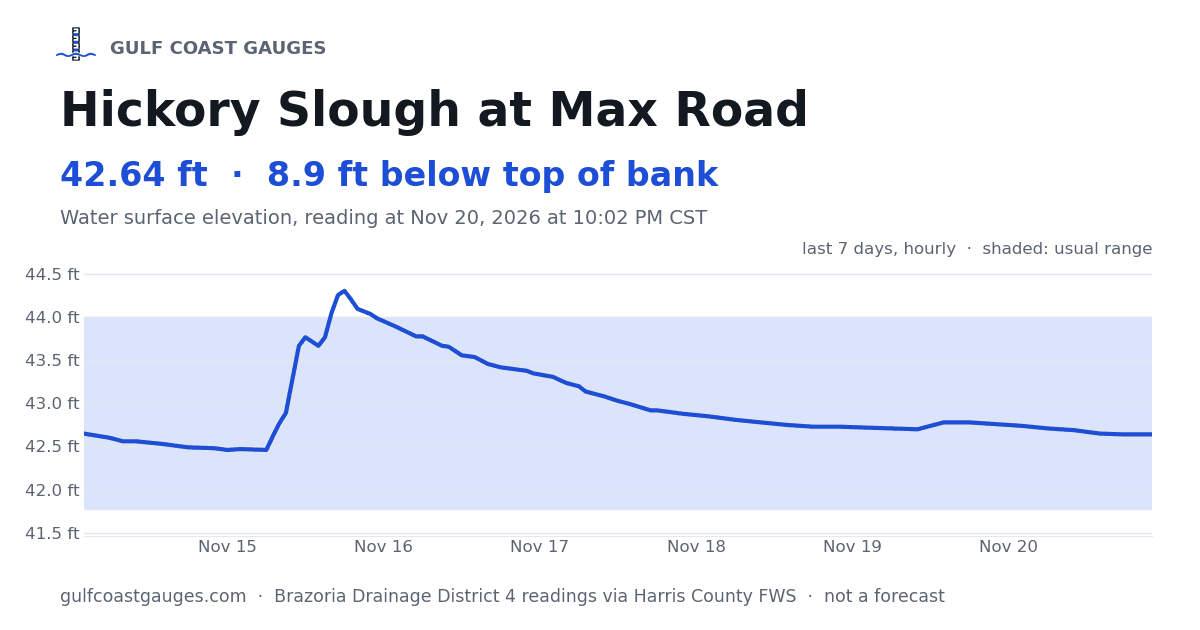 GULF COAST GAUGES
Hickory Slough at Max Road
42.64 ft · 8.9 ft below top of bank
Water surface elevation, reading at Nov 20, 2026 at 10:02 PM CST
last 7 days, hourly · shaded: usual range
44.5 ft
44.0 ft
43.5 ft
43.0 ft
42.5 ft
42.0 ft
41.5 ft
Nov 15 Nov 16 Nov 17 Nov 18 Nov 19 Nov 20
gulfcoastgauges.com · Brazoria Drainage District 4 readings via Harris County FWS · not a forecast